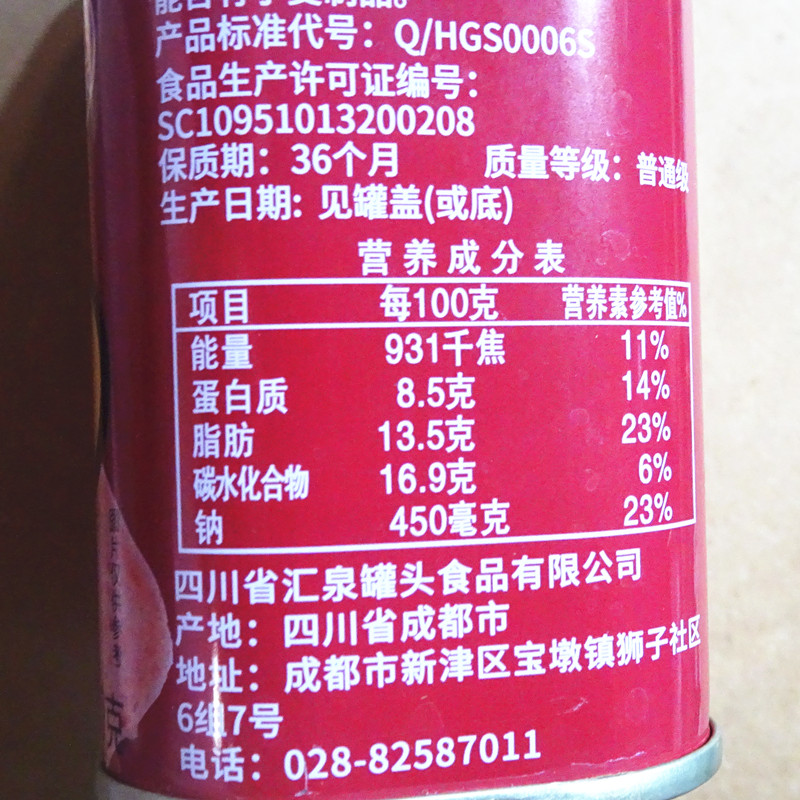 产品标准代号：Q/HGS0006S
食品生产许可证编号：
SC10951013200208
保质期：36个月 质量等级：普通级
生产日期：见罐盖(或底)
营养成分表
项目 每100克 营养素参考值%
能量 931千焦 11%
蛋白质 8.5克 14%
脂肪 13.5克 23%
碳水化合物 16.9克 6%
钠 450毫克 23%
四川省汇泉罐头食品有限公司
产地：四川省成都市
地址：成都市新津区宝墩镇狮子社区
6组7号
电话：028-82587011
图片仅供参考
克